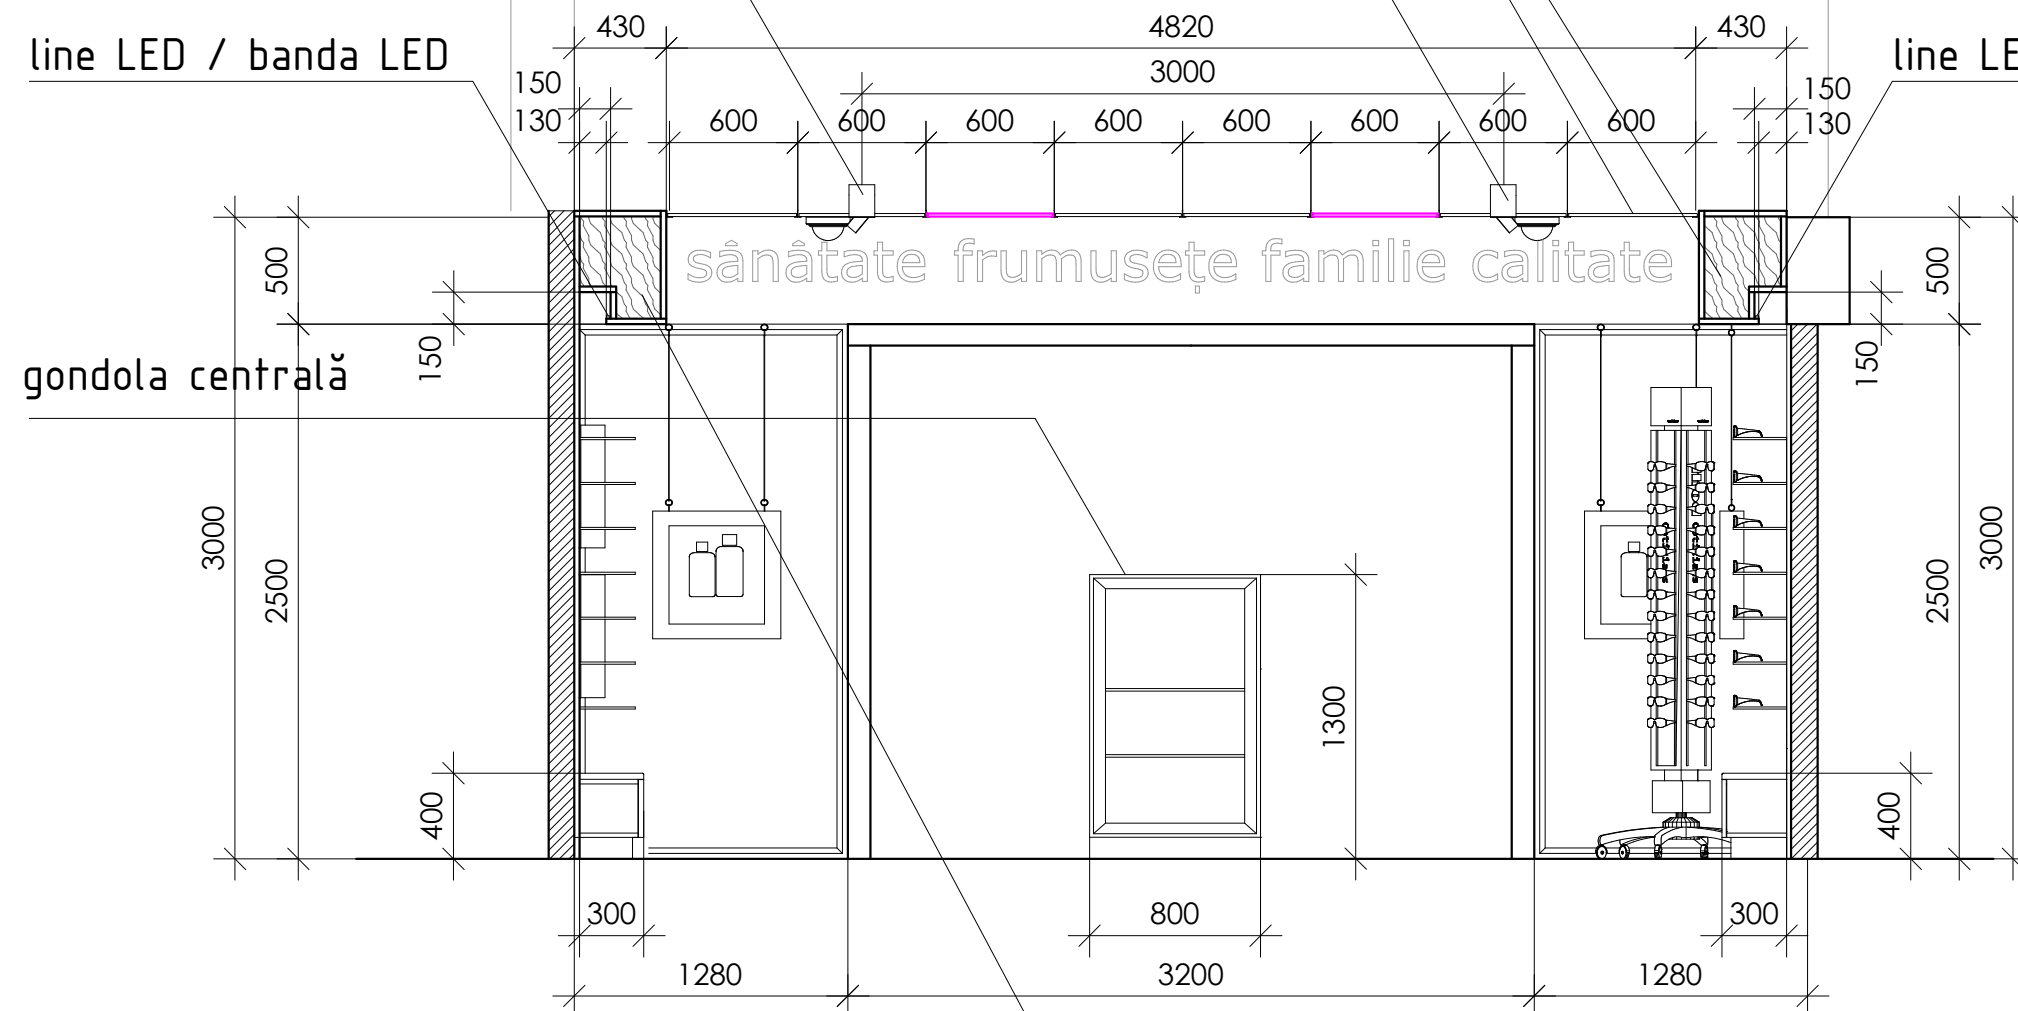 430 4820 430
line LED / banda LED
line LE
3000
150 150
130 600 600 600 600 600 600 600 600 130
sânâtate frumusețe familie calitate
500 500
150 150
gondola centrală
3000 2500 2500 3000
1300
400 400
300 800 300
1280 3200 1280